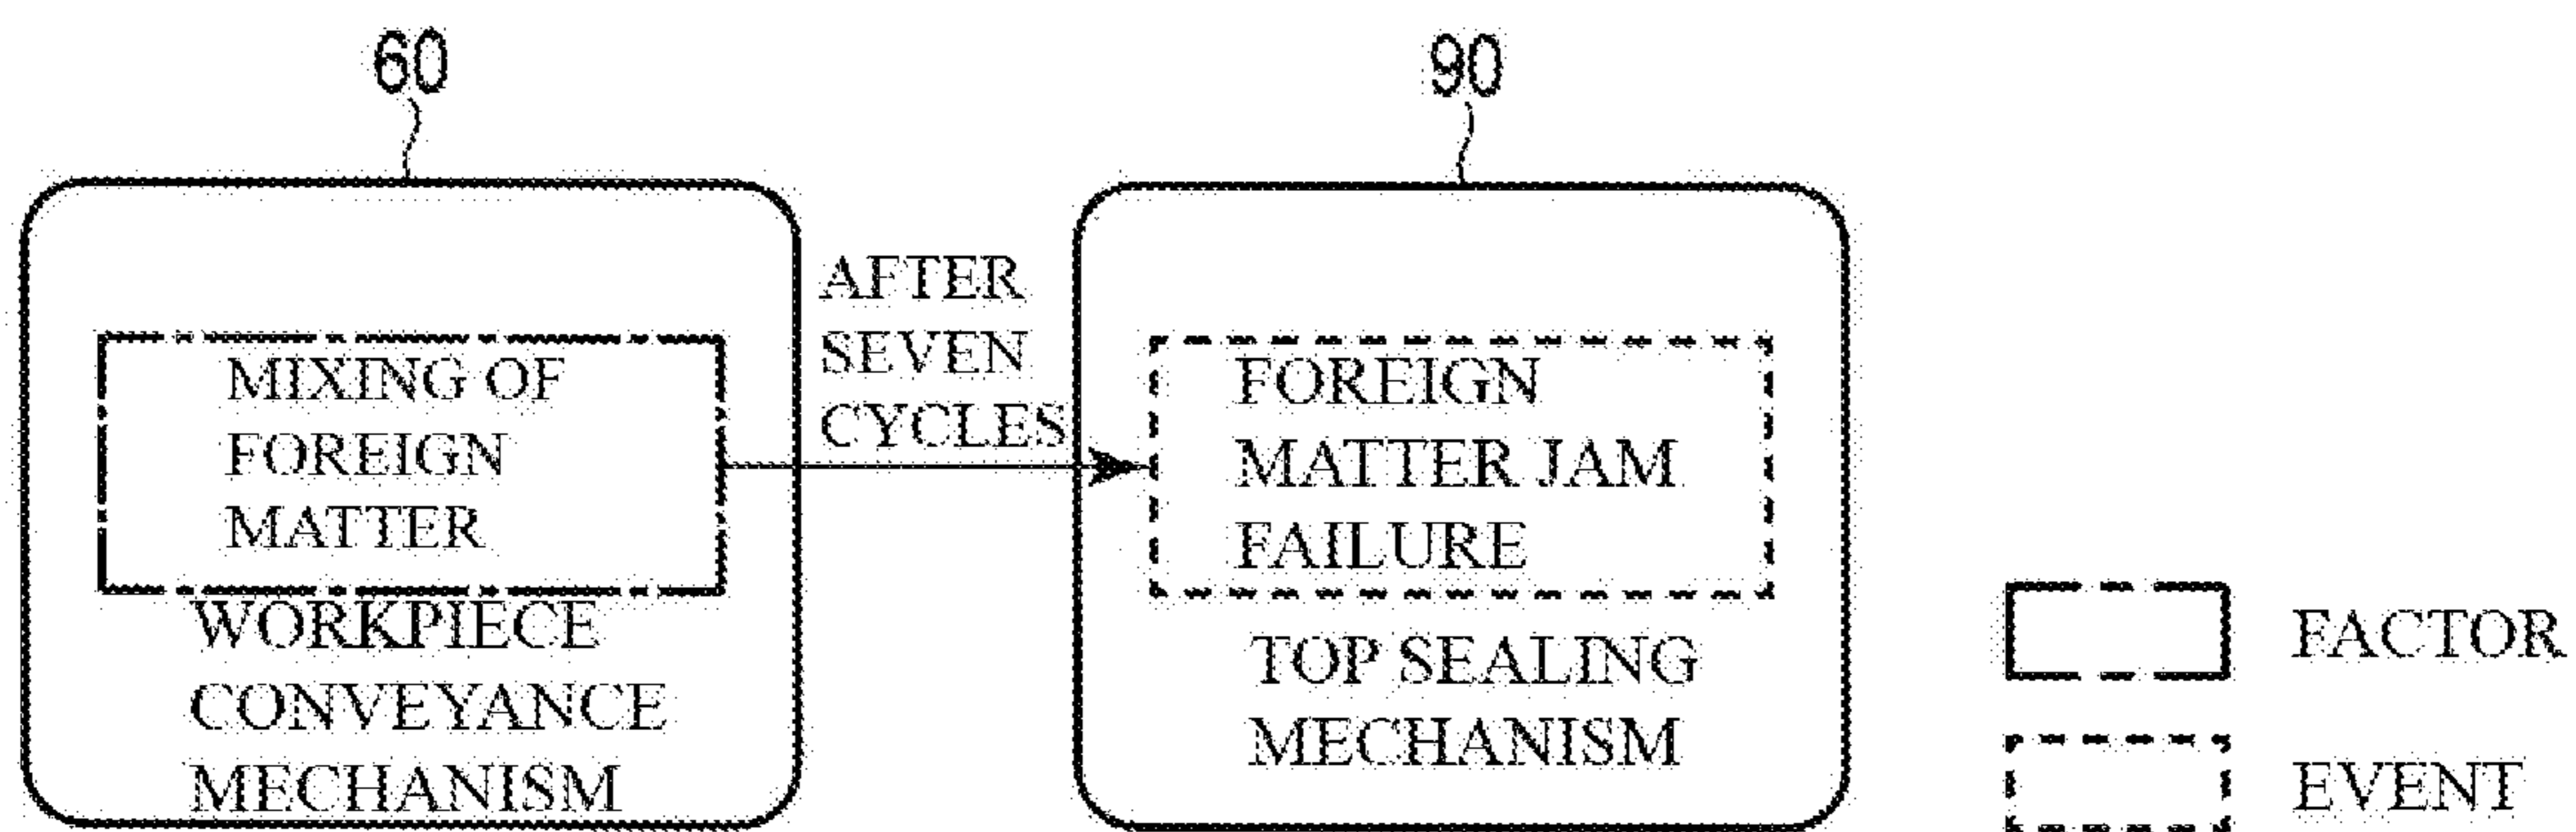 60
MIXING OF
FOREIGN
MATTER
WORKPIECE
CONVEYANCE
MECHANISM
AFTER
SEVEN
CYCLES
90
FOREIGN
MATTER JAM
FAILURE
TOP SEALING
MECHANISM
FACTOR
EVENT